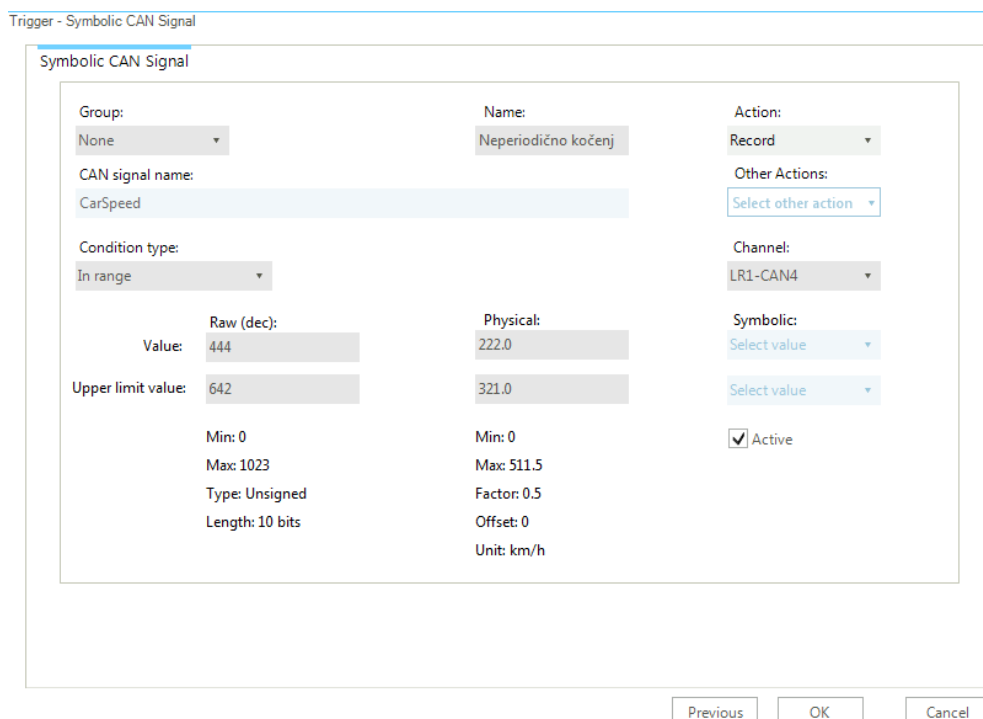 Trigger - Symbolic CAN Signal
Symbolic CAN Signal
Group: Name: Action:
None Neperiodično kočenj Record
CAN signal name: Other Actions:
CarSpeed Select other action
Condition type: Channel:
In range LR1-CAN4
Raw (dec): Physical: Symbolic:
Value: 444 222.0 Select value
Upper limit value: 642 321.0 Select value
Min: 0 Min: 0 Active
Max: 1023 Max: 511.5
Type: Unsigned Factor: 0.5
Length: 10 bits Offset: 0
Unit: km/h
Previous OK Cancel